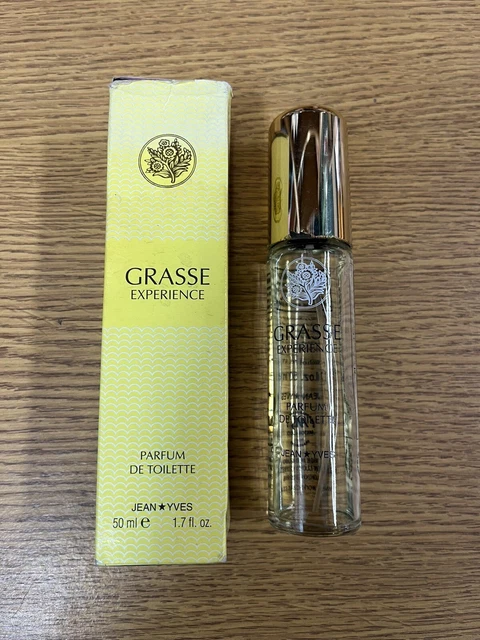 GRASSE
EXPERIENCE
PARFUM
DE TOILETTE
JEAN★YVES
50 ml ℮ 1.7 fl. oz.
GRASSE
EXPERIENCE
PARFUM
DE TOILETTE
JEAN★YVES